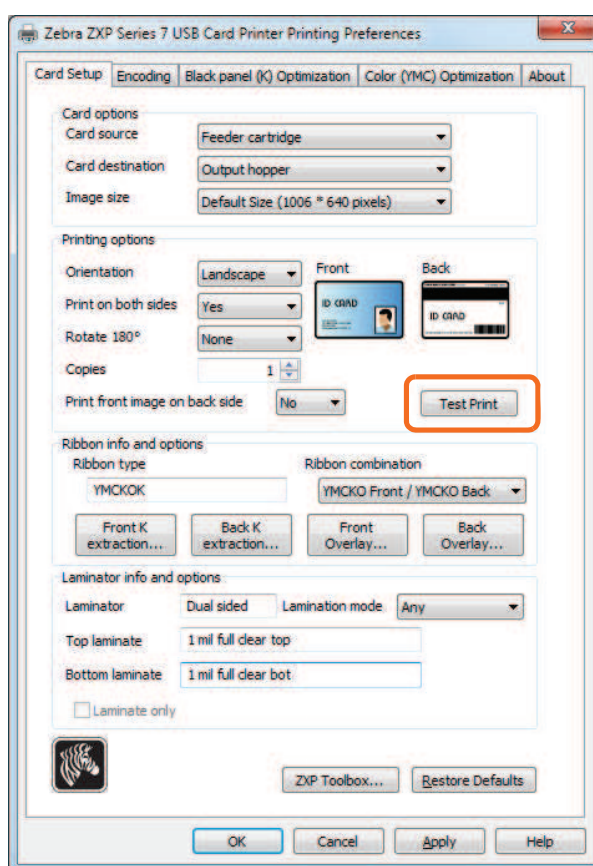 Zebra ZXP Series 7 USB Card Printer Printing Preferences
Card Setup Encoding Black panel (K) Optimization Color (YMC) Optimization About
Card options
Card source Feeder cartridge
Card destination Output hopper
Image size Default Size (1006 * 640 pixels)
Printing options
Orientation Landscape Front Back
Print on both sides Yes ID CARD ID CARD
Rotate 180° None
Copies 1
Print front image on back side No Test Print
Ribbon info and options
Ribbon type Ribbon combination
YMCKOK YMCKO Front / YMCKO Back
Front K extraction... Back K extraction... Front Overlay... Back Overlay...
Laminator info and options
Laminator Dual sided Lamination mode Any
Top laminate 1 mil full clear top
Bottom laminate 1 mil full clear bot
Laminate only
ZXP Toolbox... Restore Defaults
OK Cancel Apply Help